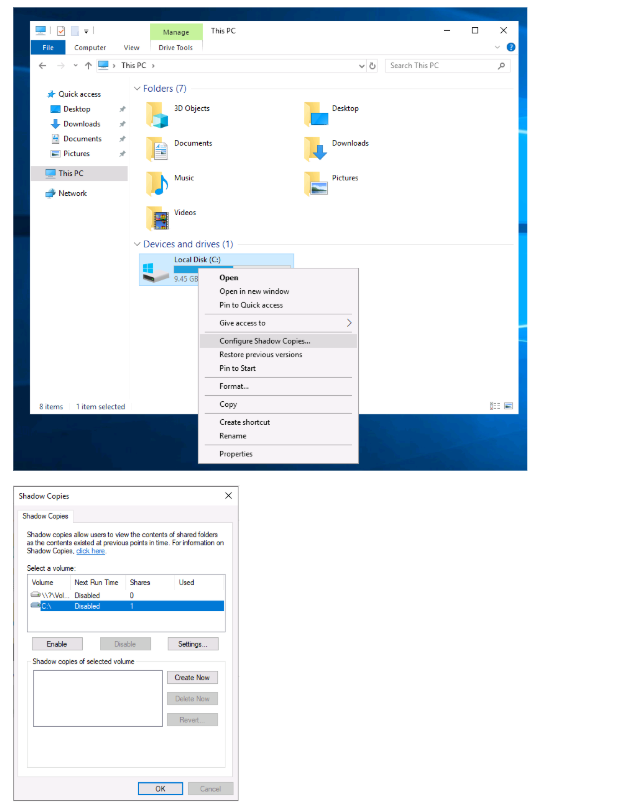 Manage
This PC
File
Computer
View
Drive Tools
This PC
Search This PC
Quick access
Desktop
Downloads
Documents
Pictures
This PC
Network
Folders (7)
3D Objects
Desktop
Documents
Downloads
Music
Pictures
Videos
Devices and drives (1)
Local Disk (C:)
9.45 GB
Open
Open in new window
Pin to Quick access
Give access to
Configure Shadow Copies...
Restore previous versions
Pin to Start
Format...
Copy
Create shortcut
Rename
Properties
8 items 1 item selected
Shadow Copies
Shadow Copies
Shadow copies allow users to view the contents of shared folders
as the contents existed at previous points in time. For information on
Shadow Copies, click here.
Select a volume:
Volume Next Run Time Shares Used
\\?\Vol... Disabled 0
C:\ Disabled 1
Enable Disable Settings...
Shadow copies of selected volume
Create Now
Delete Now
Revert...
OK Cancel